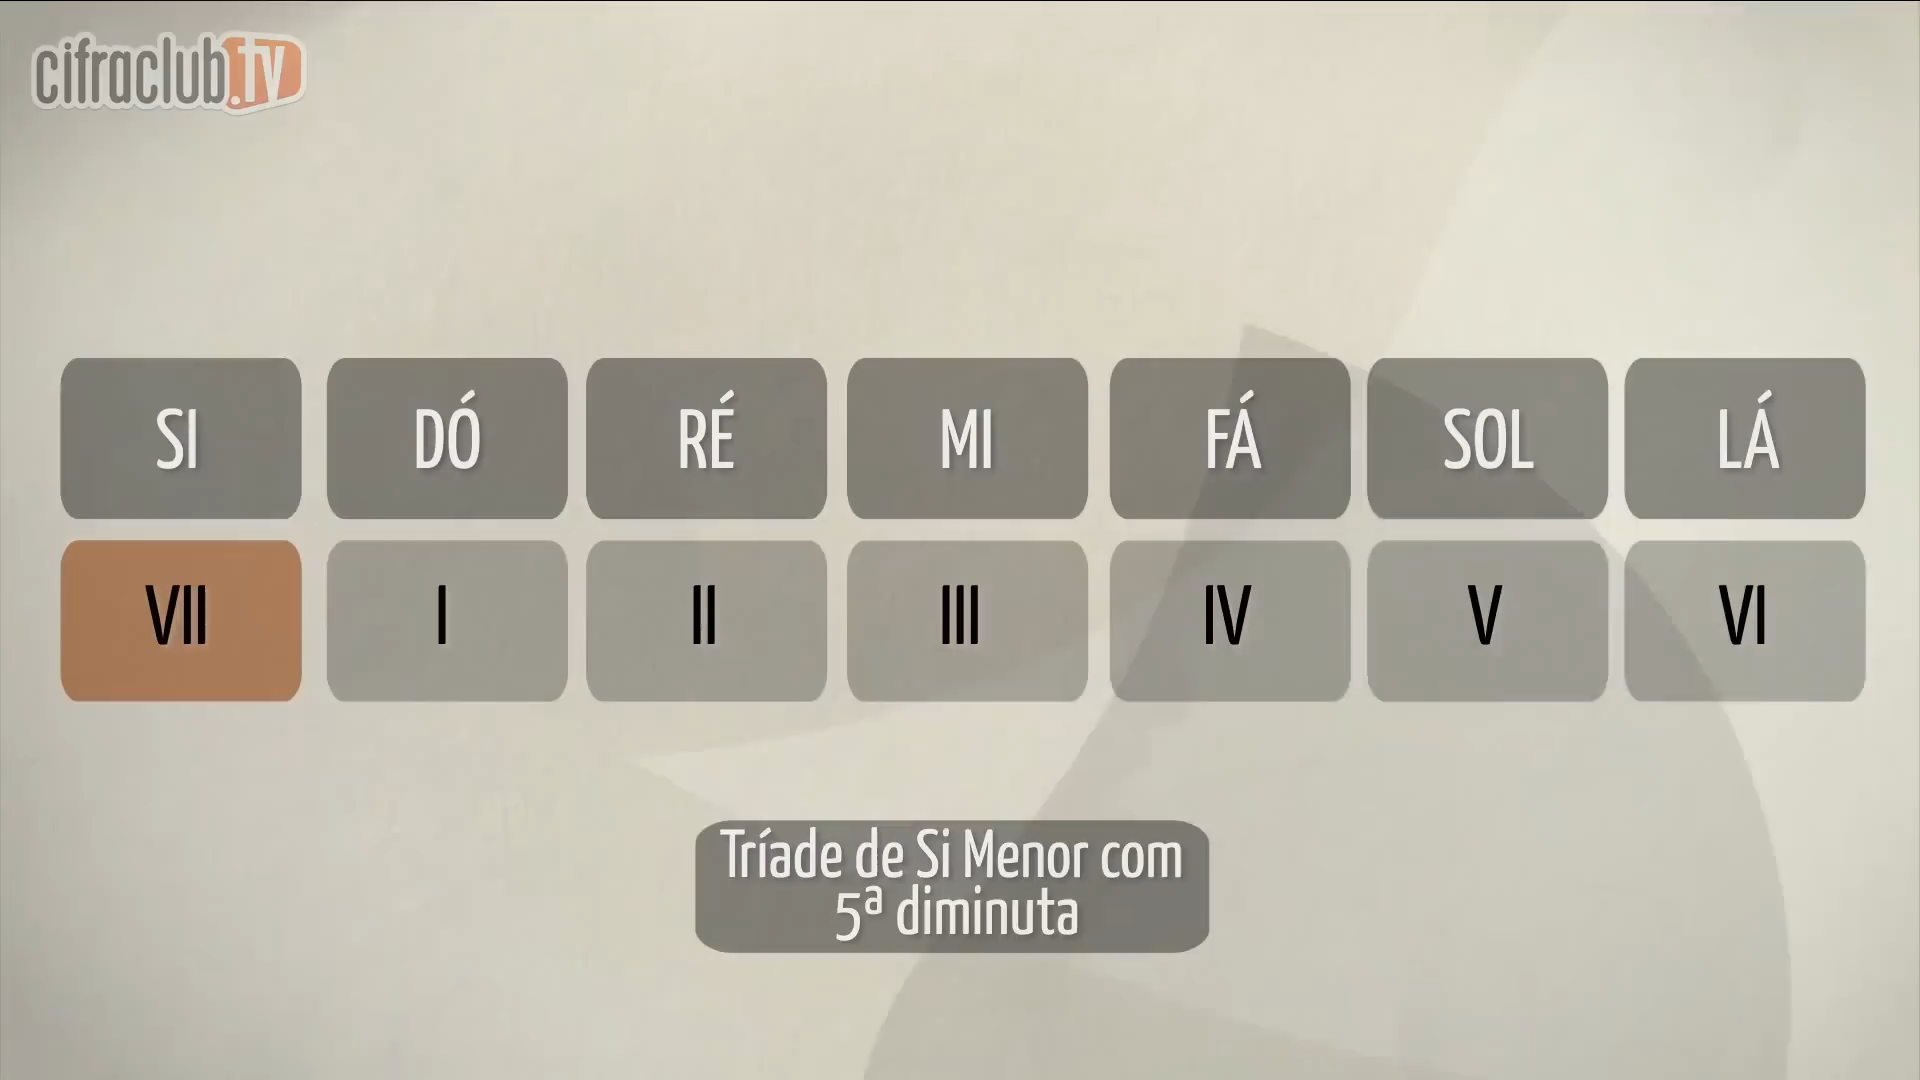 cifraclub.tv
SI DÓ RÉ MI FÁ SOL LÁ
VII I II III IV V VI
Tríade de Si Menor com
5ª diminuta